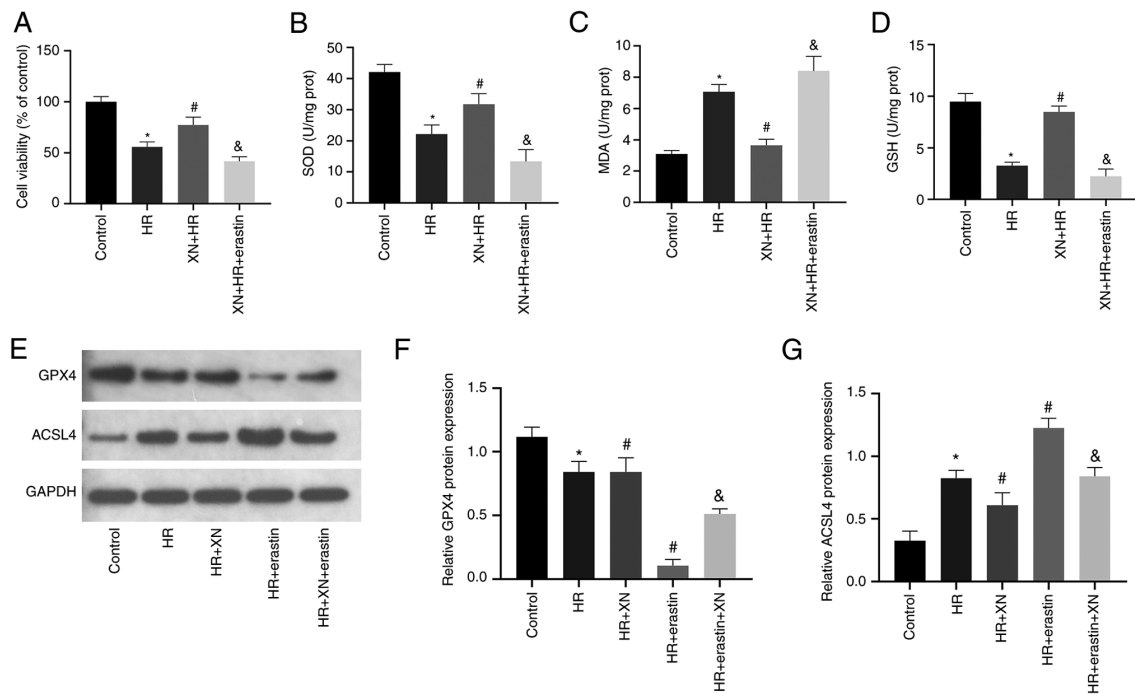 A
Cell viability (% of control)
150
100
50
0
*
#
&
Control
HR
XN+HR
XN+HR+erastin
B
SOD (U/mg prot)
50
40
30
20
10
0
*
#
&
Control
HR
XN+HR
XN+HR+erastin
C
MDA (U/mg prot)
10
8
6
4
2
0
*
#
&
Control
HR
XN+HR
XN+HR+erastin
D
GSH (U/mg prot)
15
10
5
0
*
#
&
Control
HR
XN+HR
XN+HR+erastin
E
GPX4
ACSL4
GAPDH
Control
HR
HR+XN
HR+erastin
HR+XN+erastin
F
Relative GPX4 protein expression
1.5
1.0
0.5
0.0
*
#
#
&
Control
HR
HR+XN
HR+erastin
HR+erastin+XN
G
Relative ACSL4 protein expression
1.5
1.0
0.5
0.0
*
#
#
&
Control
HR
HR+XN
HR+erastin
HR+erastin+XN